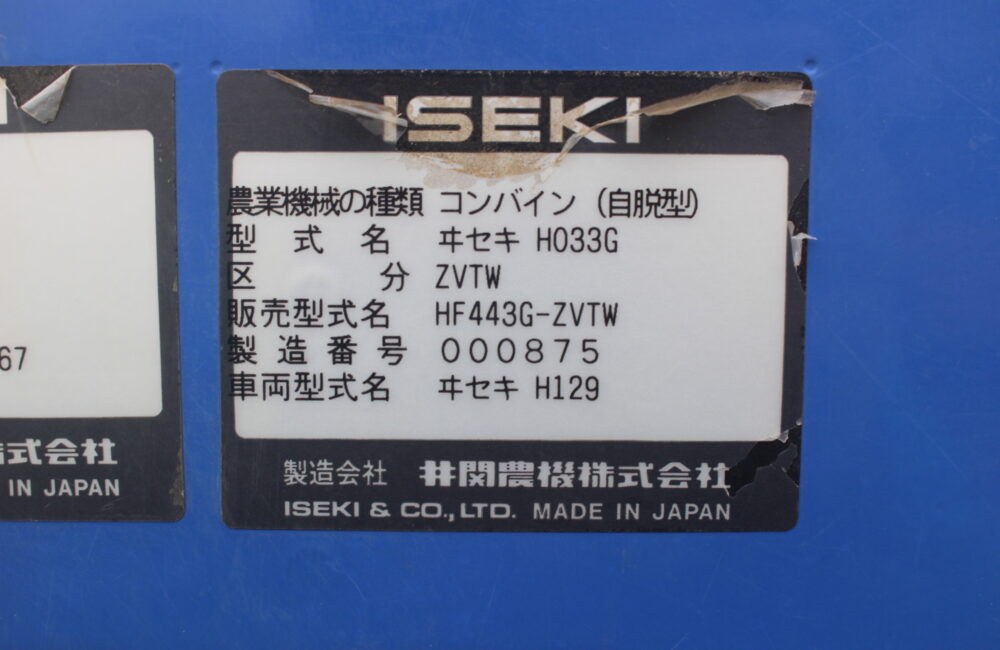 67
式会社
IN JAPAN
ISEKI
農業機械の種類 コンバイン（自脱型）
型式名 ヰセキ H033G
区分 ZVTW
販売型式名 HF443G-ZVTW
製造番号 000875
車両型式名 ヰセキ H129
製造会社 井関農機株式会社
ISEKI & CO.,LTD. MADE IN JAPAN